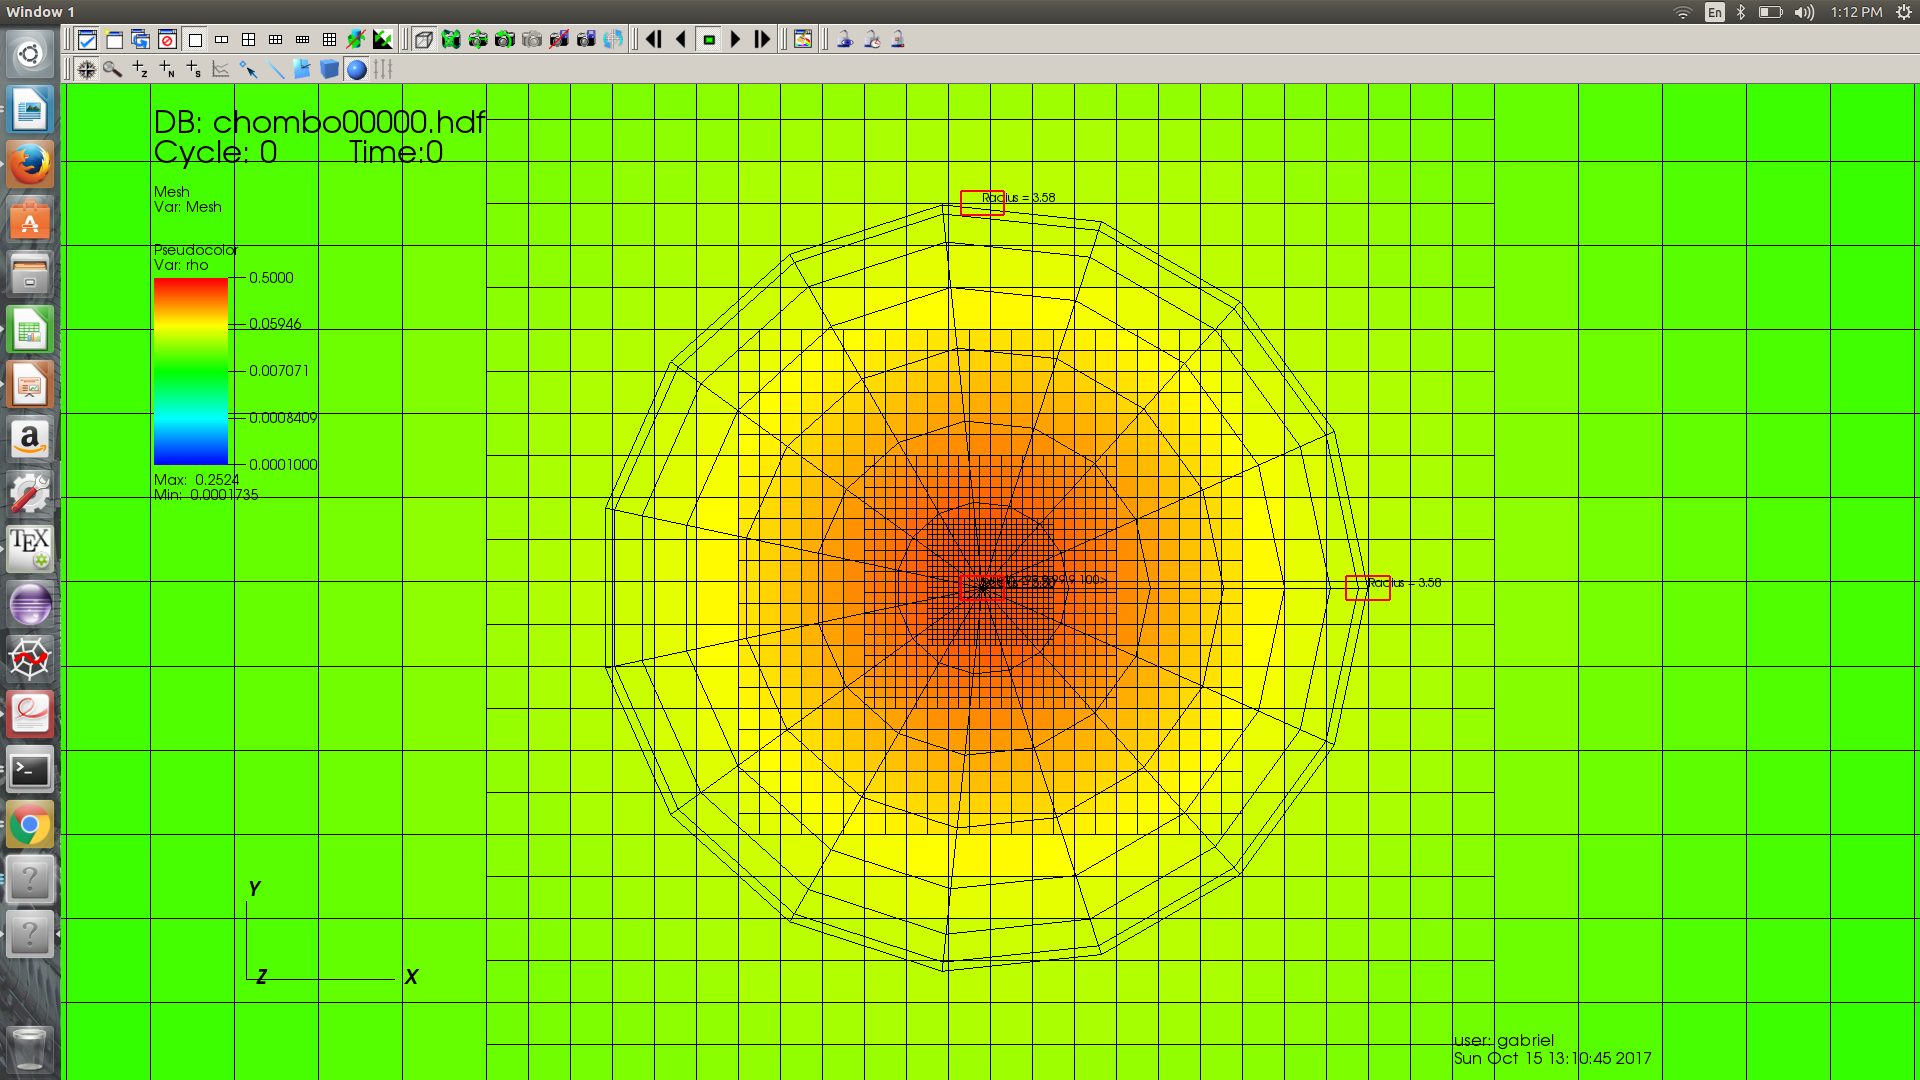 Window 1
En
1:12 PM
DB: chombo00000.hdf
Cycle: 0 Time:0
Mesh
Var: Mesh
Pseudocolor
Var: rho
0.5000
0.05946
0.007071
0.0008409
0.0001000
Max: 0.2524
Min: 0.0001735
Radius = 3.58
Radius = 3.58
Y
Z
X
user: gabriel
Sun Oct 15 13:10:45 2017
a
TEX